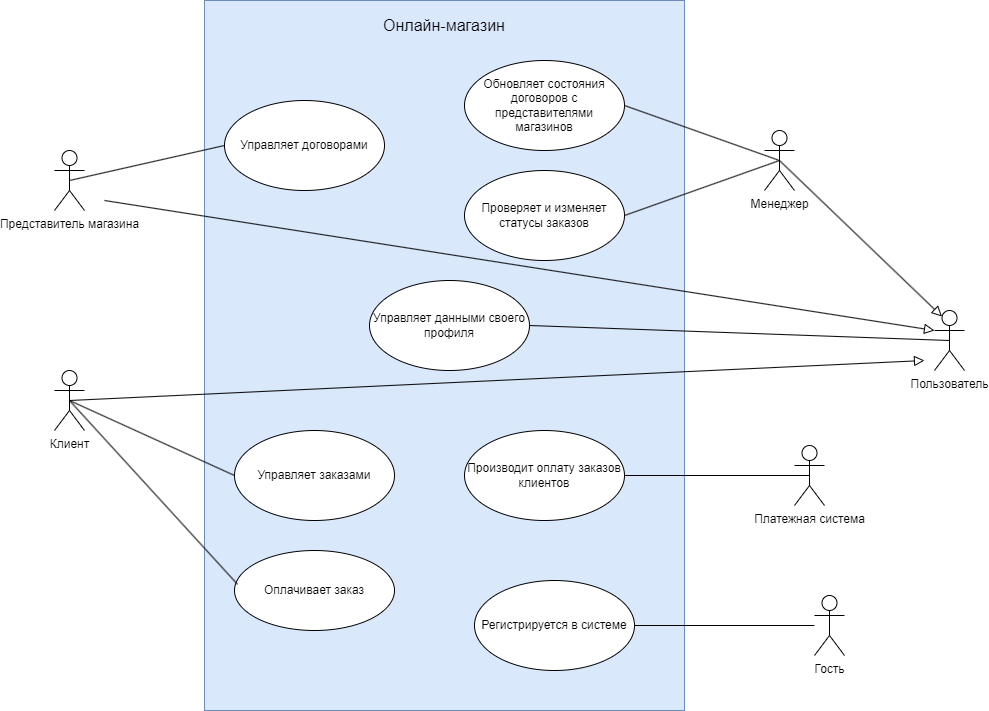 Онлайн-магазин
Обновляет состояния
договоров с
представителями
магазинов
Управляет договорами
Представитель магазина
Проверяет и изменяет
статусы заказов
Менеджер
Управляет данными своего
профиля
Пользователь
Клиент
Управляет заказами
Производит оплату заказов
клиентов
Платежная система
Оплачивает заказ
Регистрируется в системе
Гость